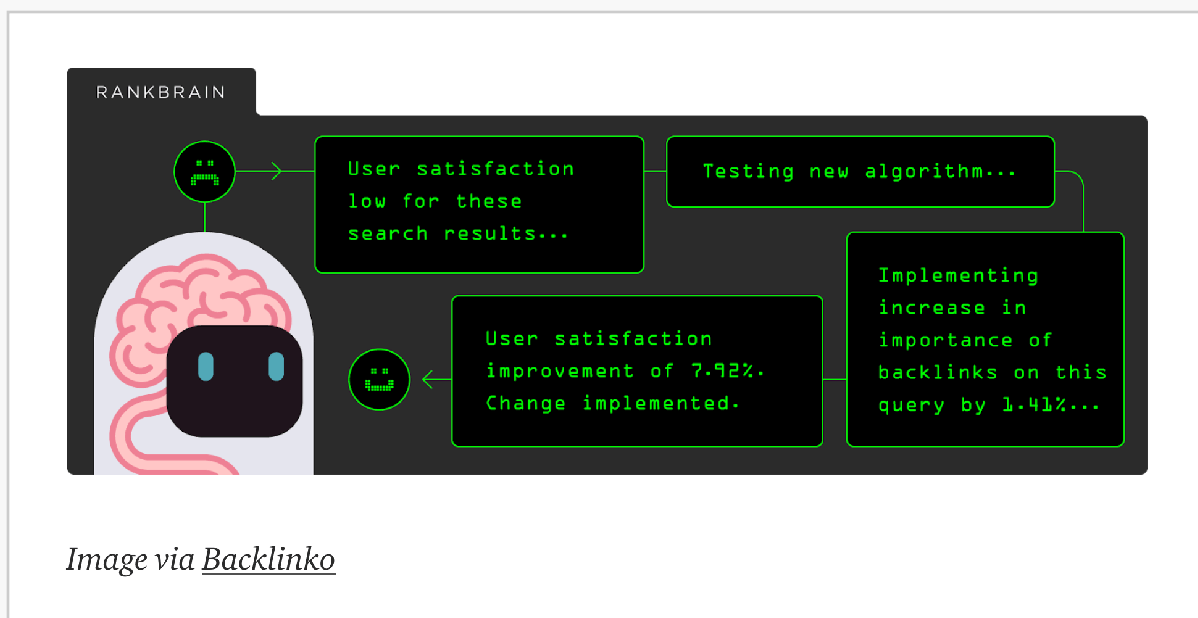 RANKBRAIN
User satisfaction
low for these
search results...
Testing new algorithm...
Implementing
increase in
importance of
backlinks on this
query by 1.41%...
User satisfaction
improvement of 7.92%.
Change implemented.
Image via Backlinko